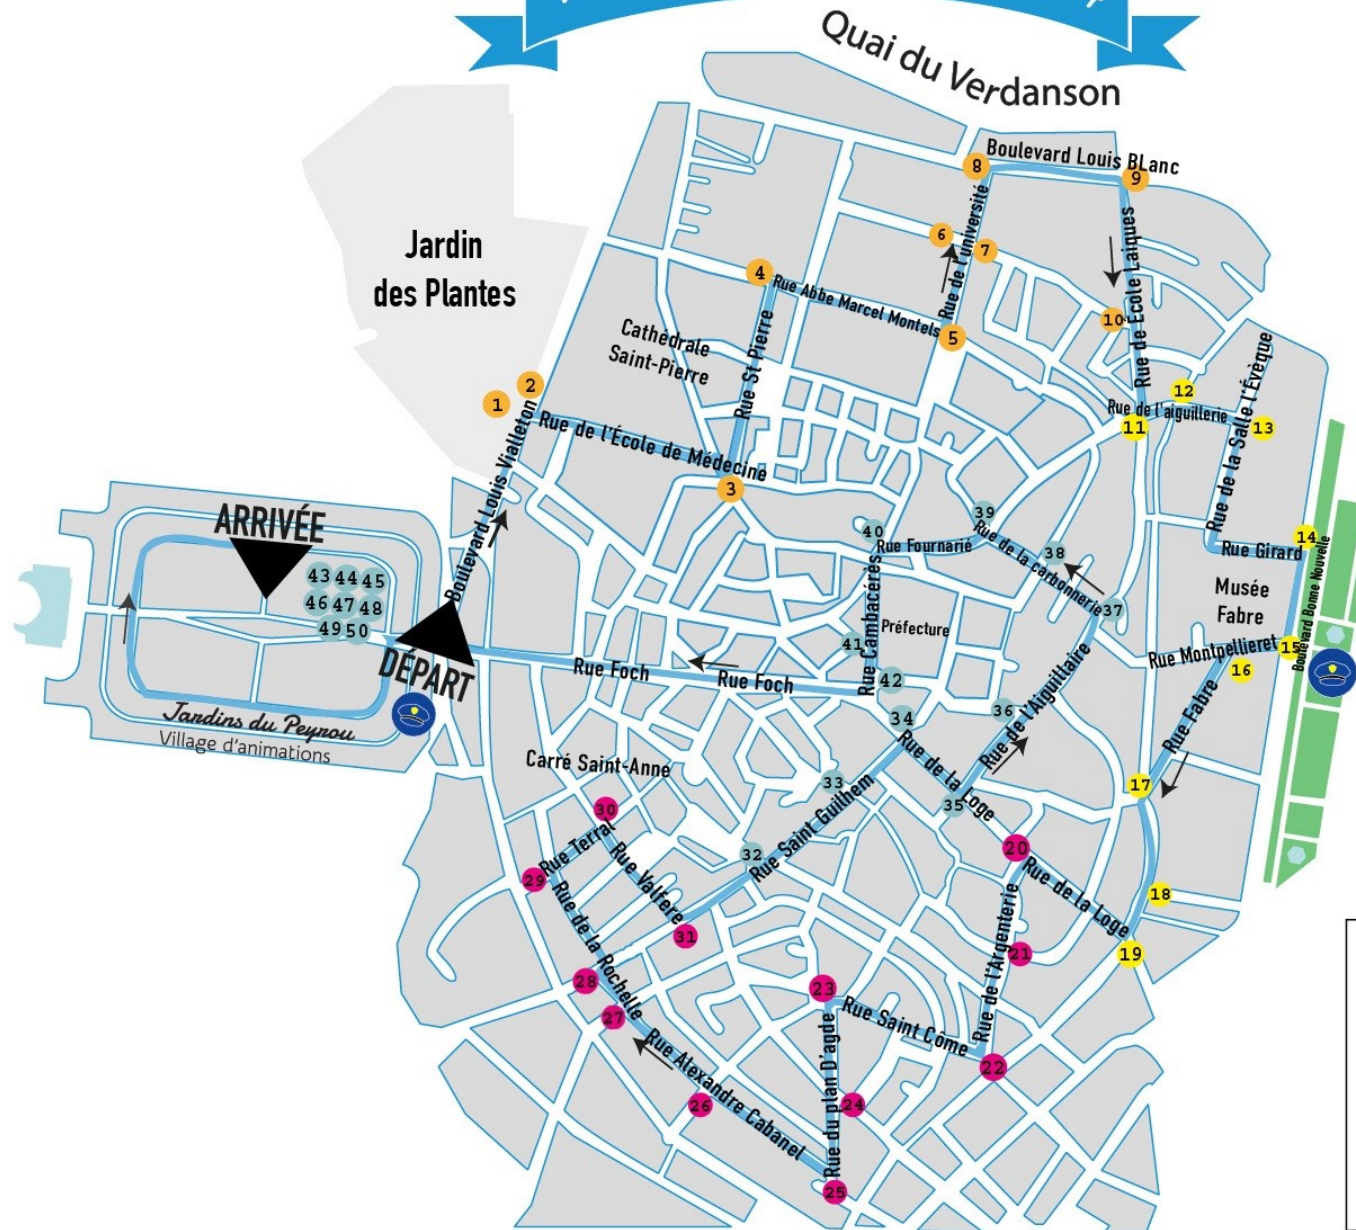 Quai du Verdanson
Boulevard Louis BLanc
8
9
Jardin
des Plantes
6
7
Rue de l'université
Rue de Ecole Laiques
4
Rue Abbe Marcel Montels
5
10
Cathédrale
Saint-Pierre
Rue St Pierre
2
1
Rue de l'École de Médecine
3
12
Rue de l'aiguillerie
11
13
Rue de la Salle l'Évèque
Boulevard Louis Vialleton
ARRIVÉE
43 44 45
46 47 48
49 50
DÉPART
Jardins du Peyrou
Village d'animations
39
40
Rue Fournarié
Rue de la carbonnerie
38
37
14
Rue Girard
Musée
Fabre
Boulevard Bonne Nouvelle
Rue Montpellieret
15
16
Rue Cambacérès
Préfecture
41
42
Rue Foch
Rue Foch
34
36
Rue de l'Aiguillaire
Rue Fabre
Rue de la Loge
35
17
Carré Saint-Anne
33
Rue Saint Guilhem
32
30
Rue Terral
Rue Valfere
29
31
20
Rue de la Loge
18
19
Rue de l'Argenterie
21
Rue de la Rochelle
28
27
23
Rue Saint Côme
22
Rue Alexandre Cabanel
26
Rue du plan D'agde
24
25